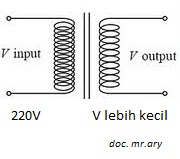 V input
V output
220V
V lebih kecil
doc. mr.ary